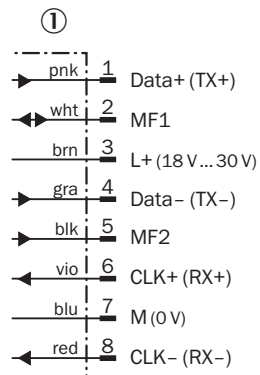 ①
pnk 1 Data+ (TX+)
wht 2 MF1
brn 3 L+ (18 V... 30 V)
gra 4 Data– (TX–)
blk 5 MF2
vio 6 CLK+ (RX+)
blu 7 M (0 V)
red 8 CLK– (RX–)